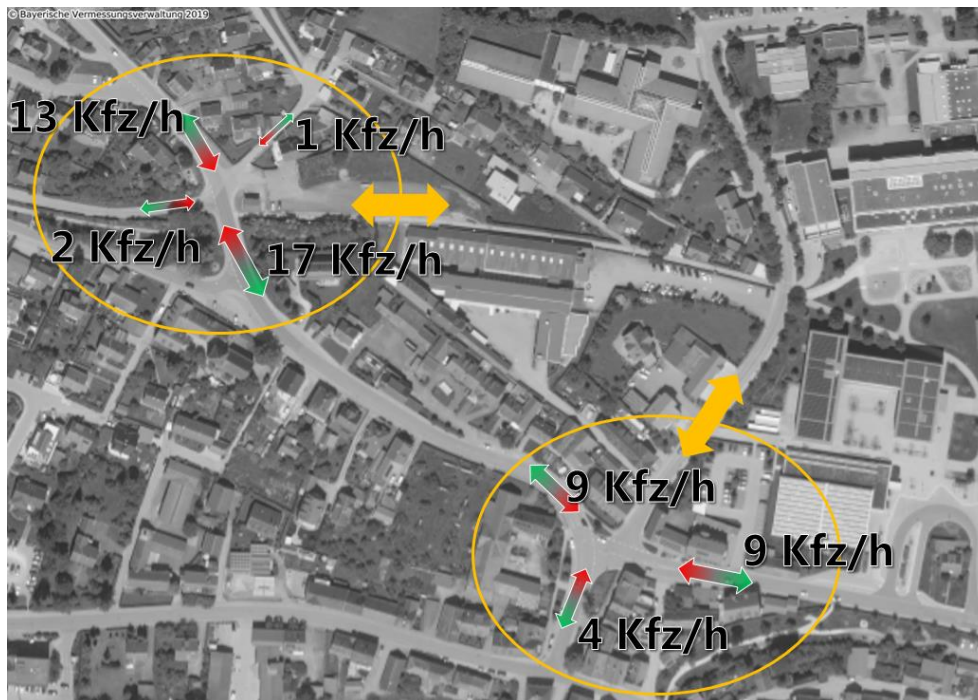 © Bayerische Vermessungsverwaltung 2019
13 Kfz/h
1 Kfz/h
2 Kfz/h
17 Kfz/h
9 Kfz/h
9 Kfz/h
4 Kfz/h